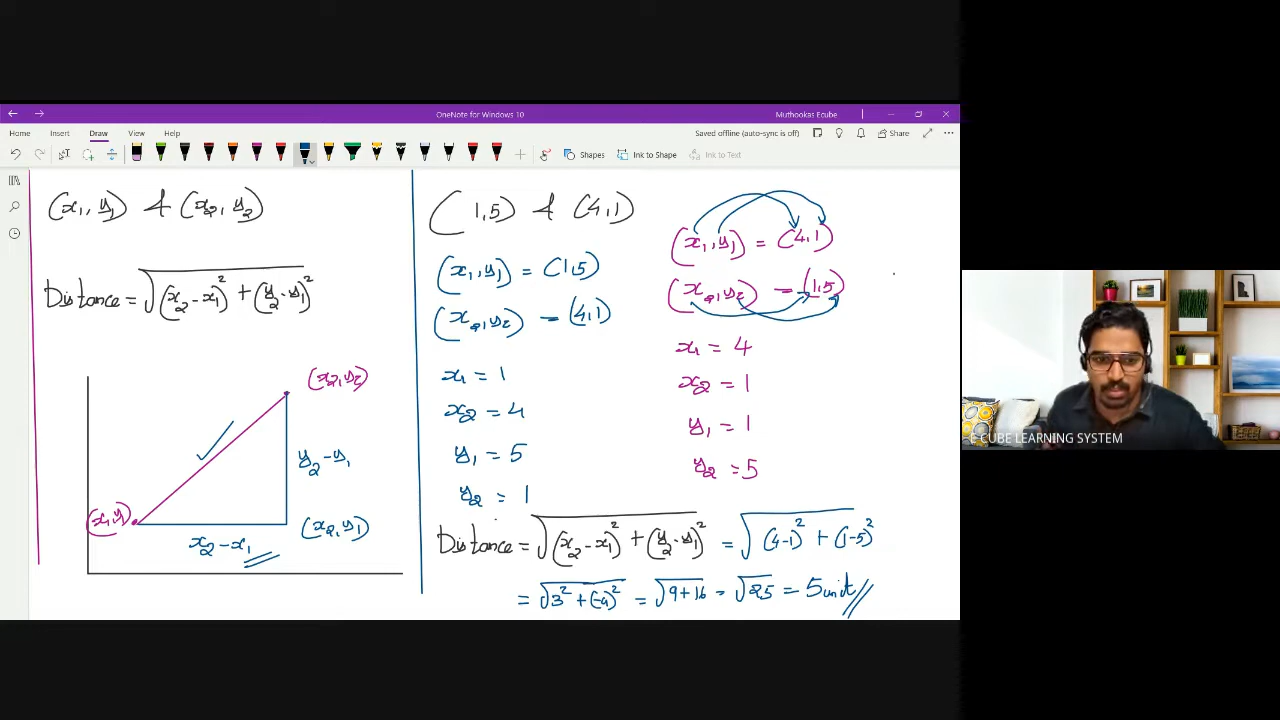 OneNote for Windows 10
Muthookas Ecube
Home Insert Draw View Help
Saved offline (auto-sync is off)
Share
Shapes
Ink to Shape
Ink to Text
(x₁, y₁) & (x₂, y₂)
Distance = √(x₂ - x₁)² + (y₂ - y₁)²
(x₂, y₂)
y₂ - y₁
(x₁, y₁)
(x₂, y₁)
x₂ - x₁
(1,5) & (4,1)
(x₁, y₁) = (1,5)
(x₂, y₂) = (4,1)
x₁ = 1
x₂ = 4
y₁ = 5
y₂ = 1
(x₁, y₁) = (4,1)
(x₂, y₂) = (1,5)
x₁ = 4
x₂ = 1
y₁ = 1
y₂ = 5
Distance = √(x₂ - x₁)² + (y₂ - y₁)² = √(4-1)² + (1-5)²
= √3² + (-4)² = √9+16 = √25 = 5 unit
E CUBE LEARNING SYSTEM